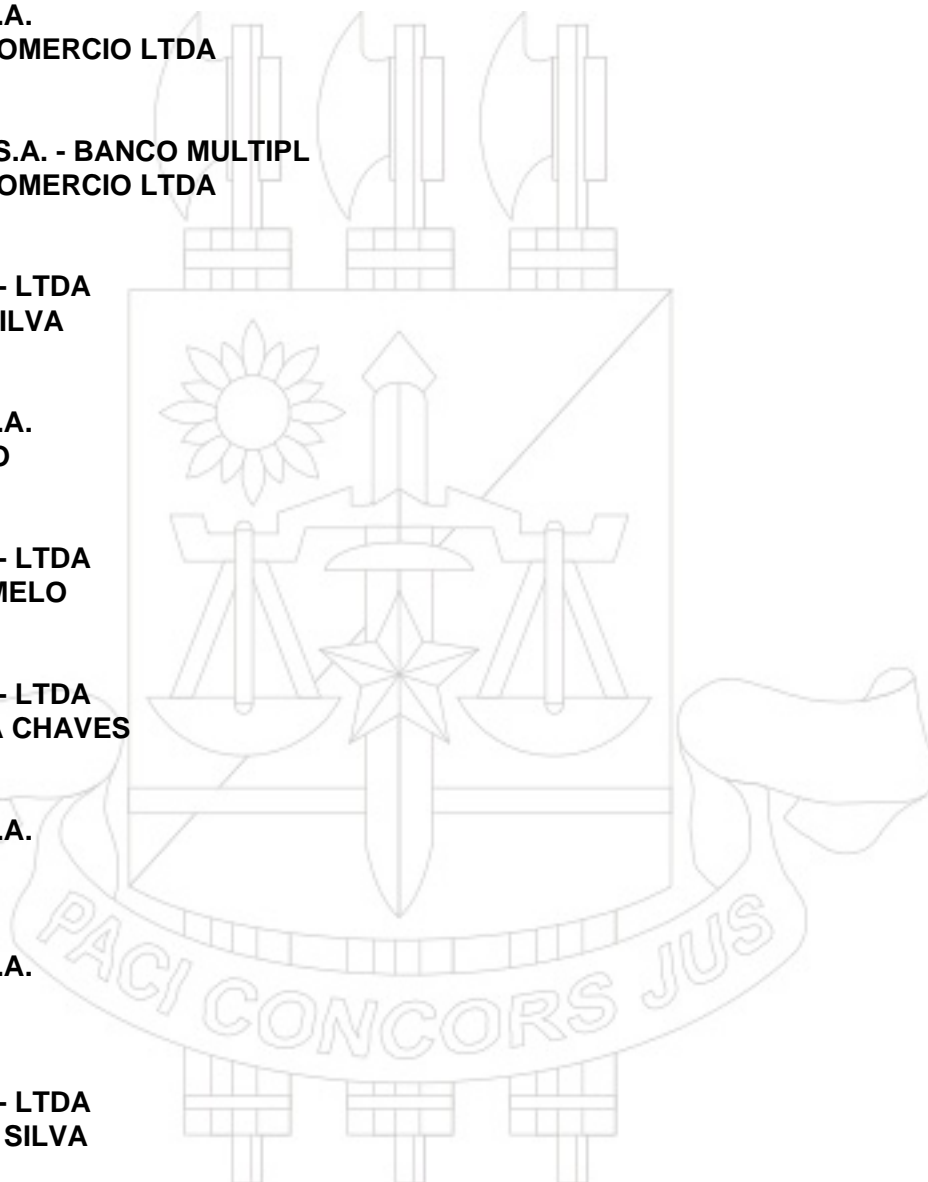 .A.
OMERCIO LTDA
S.A. - BANCO MULTIPL
OMERCIO LTDA
- LTDA
ILVA
.A.
O
- LTDA
MELO
- LTDA
A CHAVES
.A.
.A.
- LTDA
SILVA
PACI CONCORS JUS